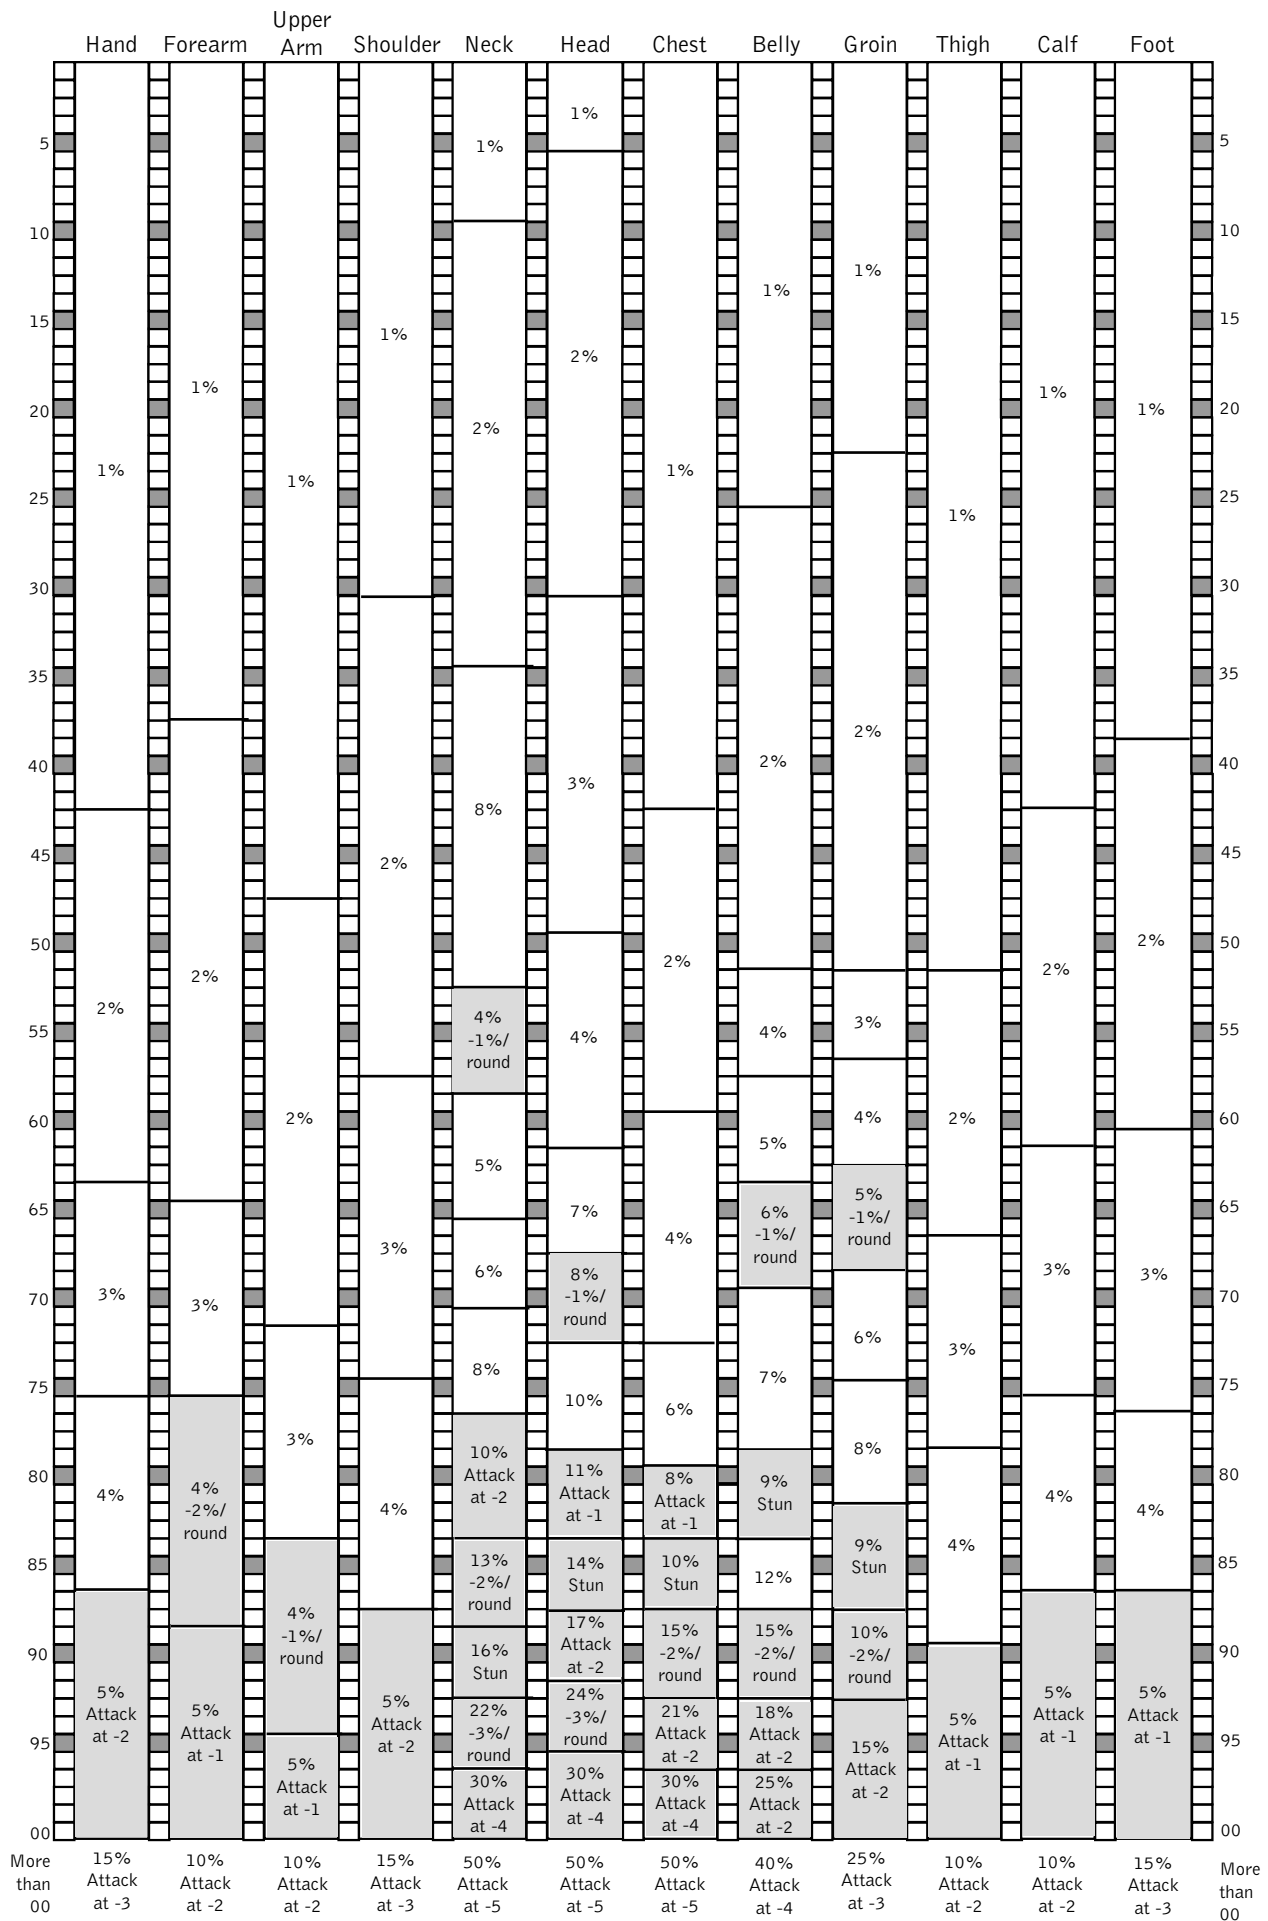 Hand Forearm Upper Arm Shoulder Neck Head Chest Belly Groin Thigh Calf Foot
1%
5 1% 5
10 10
1%
1%
15 15
1%
2%
1% 1%
20 1% 20
2%
1% 1%
1%
25 25
1%
30 30
35 35
2%
40 2% 40
3%
8%
45 2% 45
50 2% 50
2%
2% 2%
2%
4%
-1%/
round
3%
55 4% 4% 55
60 2% 4% 2% 60
5%
5%
65 7% 6%
-1%/
round
5%
-1%/
round
65
4%
3%
6% 3%
8%
-1%/
round
3%
70 3% 3% 70
6%
3%
8% 7%
75 75
10% 6%
3% 8%
10%
Attack
at -2
80 11%
Attack
at -1
8%
Attack
at -1
9%
Stun
80
4% 4%
-2%/
round
4% 4% 4%
4%
85 13%
-2%/
round
14%
Stun
10%
Stun
12% 9%
Stun
85
4%
-1%/
round
17%
Attack
at -2
15%
-2%/
round
15%
-2%/
round
10%
-2%/
round
90 16%
Stun
90
5%
Attack
at -2
5%
Attack
at -1
5%
Attack
at -2
22%
-3%/
round
24%
-3%/
round
21%
Attack
at -2
18%
Attack
at -2
5%
Attack
at -1
5%
Attack
at -1
5%
Attack
at -1
95 95
5%
Attack
at -1
30%
Attack
at -4
30%
Attack
at -4
30%
Attack
at -4
25%
Attack
at -2
15%
Attack
at -2
00 00
More 15% 10% 10% 15% 50% 50% 50% 40% 25% 10% 10% 15% More
than Attack Attack Attack Attack Attack Attack Attack Attack Attack Attack Attack Attack than
00 at -3 at -2 at -2 at -3 at -5 at -5 at -5 at -4 at -3 at -2 at -2 at -3 00